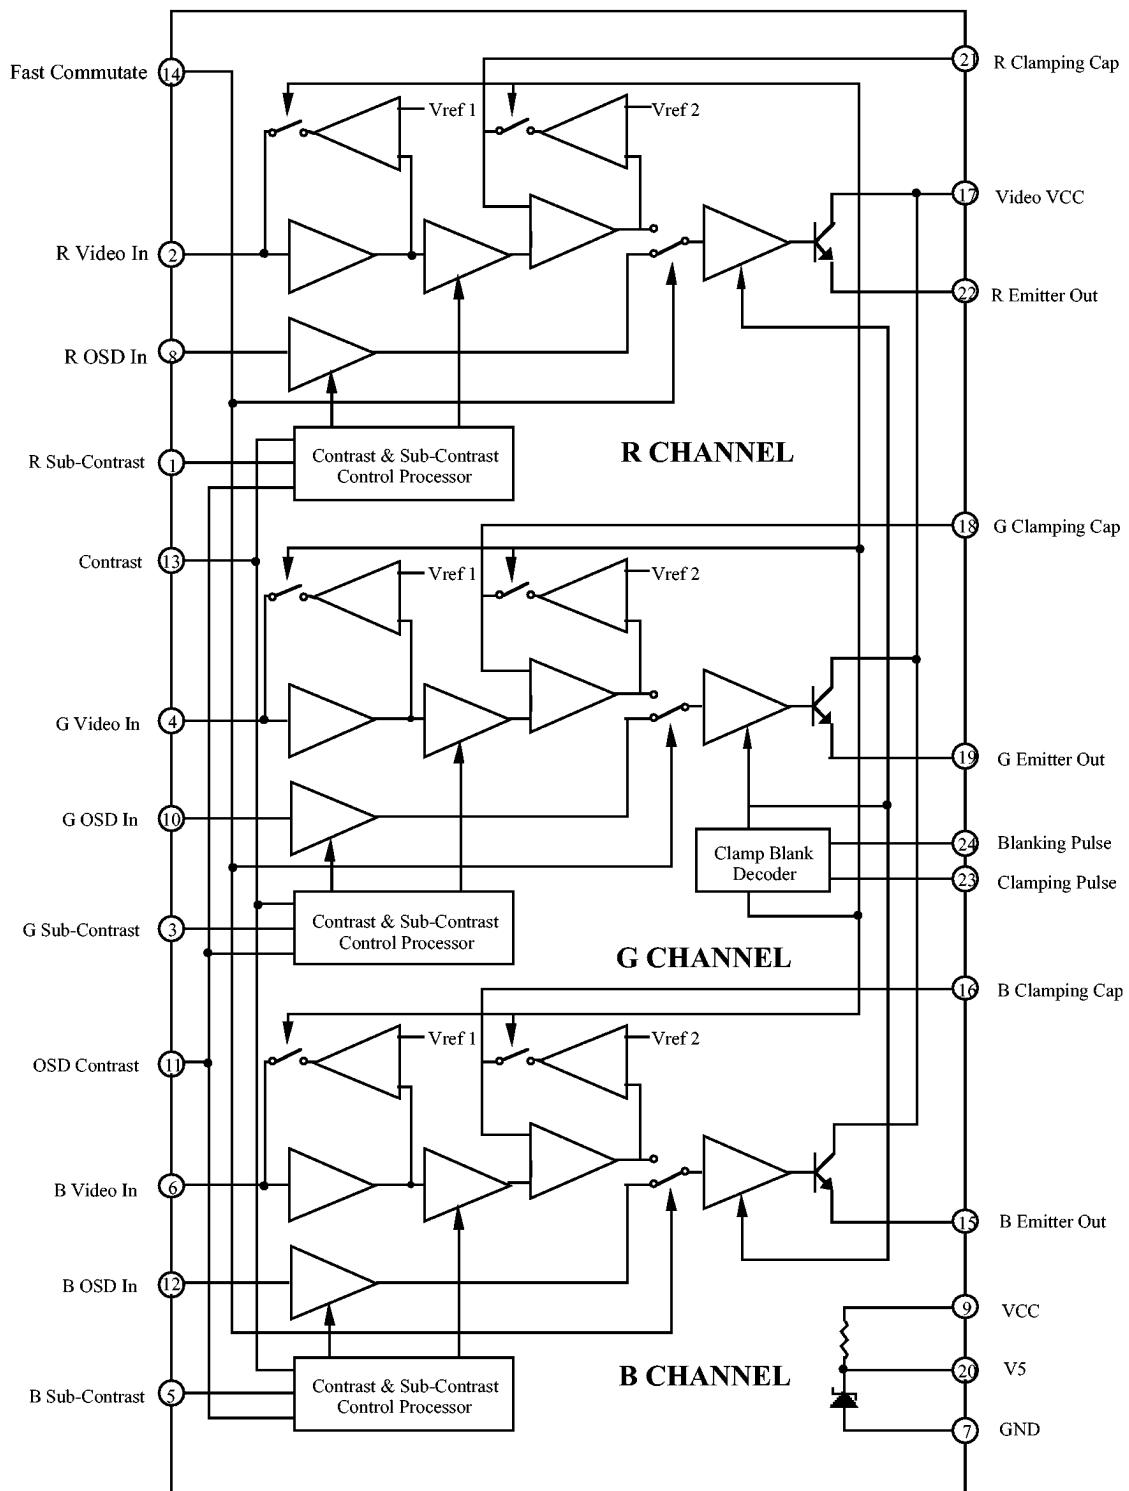 Fast Commutate 14
21 R Clamping Cap
Vref 1
Vref 2
17 Video VCC
R Video In 2
22 R Emitter Out
R OSD In 8
R CHANNEL
R Sub-Contrast 1
Contrast & Sub-Contrast
Control Processor
18 G Clamping Cap
Contrast 13
Vref 1
Vref 2
G Video In 4
19 G Emitter Out
G OSD In 10
Clamp Blank
Decoder
24 Blanking Pulse
23 Clamping Pulse
G Sub-Contrast 3
Contrast & Sub-Contrast
Control Processor
G CHANNEL
16 B Clamping Cap
Vref 1
Vref 2
OSD Contrast 11
B Video In 6
15 B Emitter Out
B OSD In 12
9 VCC
20 V5
B CHANNEL
B Sub-Contrast 5
Contrast & Sub-Contrast
Control Processor
7 GND